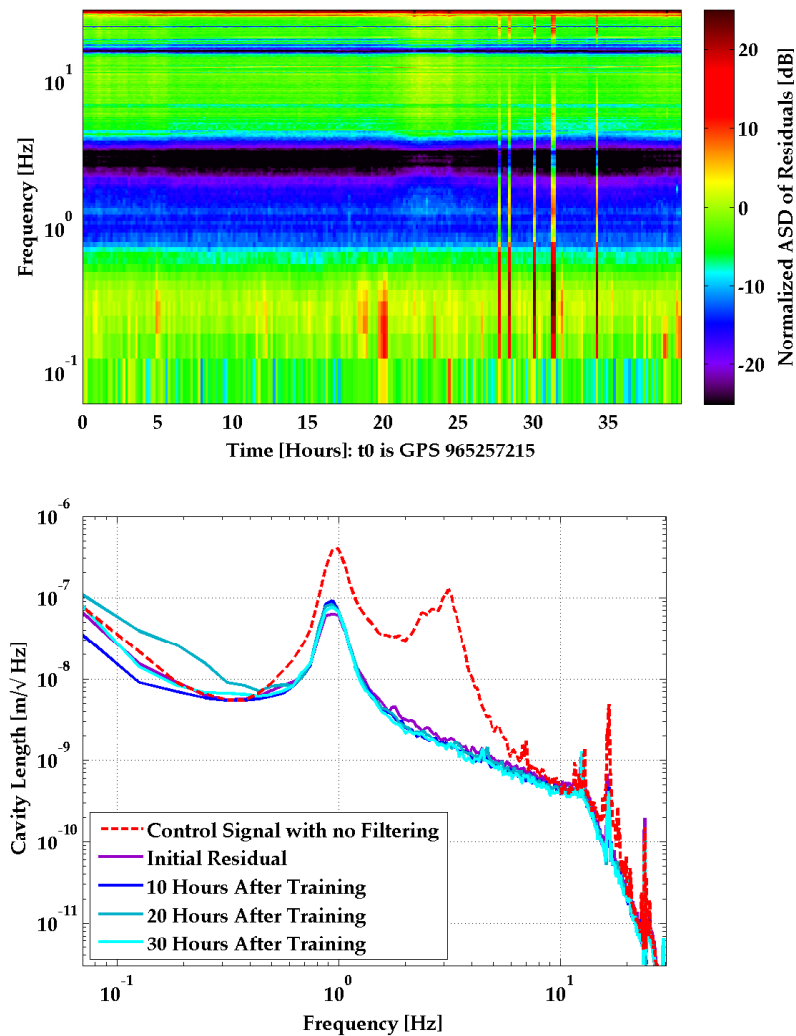 Frequency [Hz]
10^1
10^0
10^-1
0
5
10
15
20
25
30
35
Time [Hours]: t0 is GPS 965257215
20
10
0
-10
-20
Normalized ASD of Residuals [dB]
Cavity Length [m/√ Hz]
10^-6
10^-7
10^-8
10^-9
10^-10
10^-11
Control Signal with no Filtering
Initial Residual
10 Hours After Training
20 Hours After Training
30 Hours After Training
10^-1
10^0
10^1
Frequency [Hz]